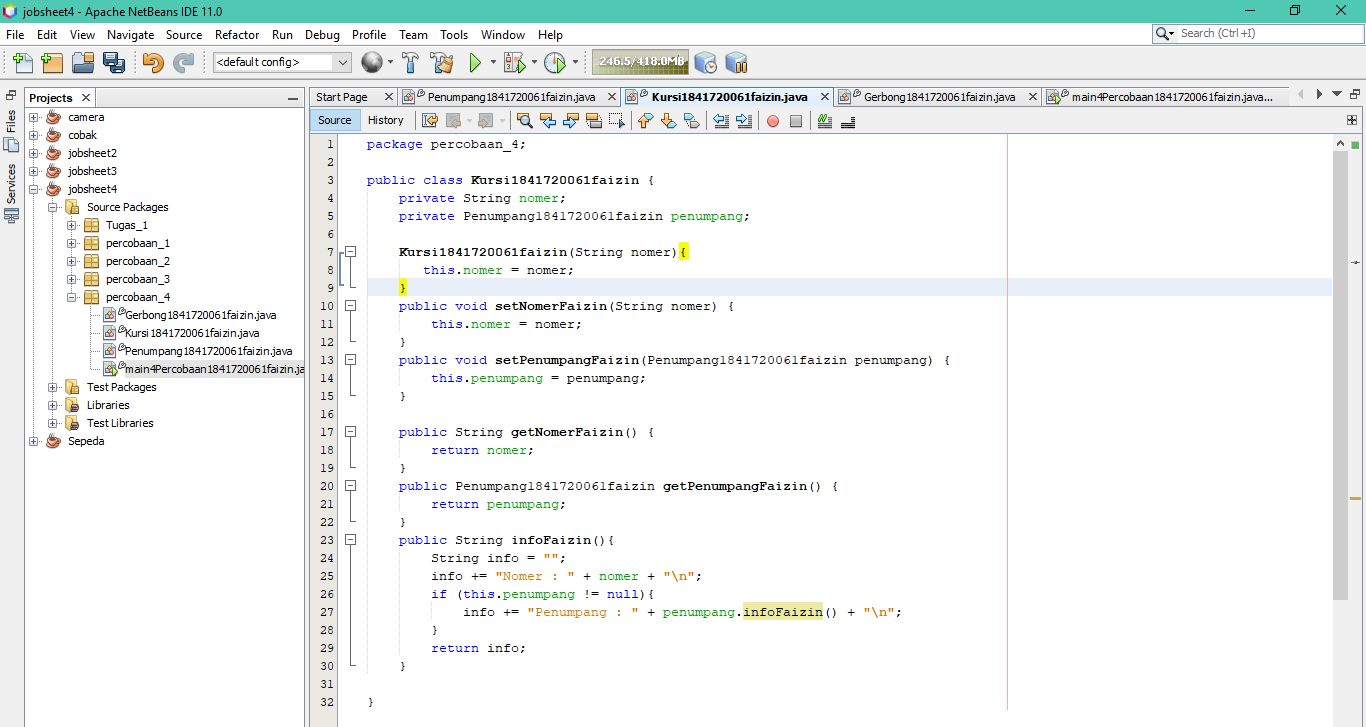 jobsheet4 - Apache NetBeans IDE 11.0
File Edit View Navigate Source Refactor Run Debug Profile Team Tools Window Help
Search (Ctrl+I)
<default config>
246.5/418.0MB
Files
Services
Projects
camera
cobak
jobsheet2
jobsheet3
jobsheet4
Source Packages
Tugas_1
percobaan_1
percobaan_2
percobaan_3
percobaan_4
Gerbong1841720061faizin.java
Kursi1841720061faizin.java
Penumpang1841720061faizin.java
main4Percobaan1841720061faizin.ja
Test Packages
Libraries
Test Libraries
Sepeda
Start Page Penumpang1841720061faizin.java Kursi1841720061faizin.java Gerbong1841720061faizin.java main4Percobaan1841720061faizin.java...
Source History
1 package percobaan_4;
2
3 public class Kursi1841720061faizin {
4 private String nomer;
5 private Penumpang1841720061faizin penumpang;
6
7 Kursi1841720061faizin(String nomer){
8 this.nomer = nomer;
9 }
10 public void setNomerFaizin(String nomer) {
11 this.nomer = nomer;
12 }
13 public void setPenumpangFaizin(Penumpang1841720061faizin penumpang) {
14 this.penumpang = penumpang;
15 }
16
17 public String getNomerFaizin() {
18 return nomer;
19 }
20 public Penumpang1841720061faizin getPenumpangFaizin() {
21 return penumpang;
22 }
23 public String infoFaizin(){
24 String info = "";
25 info += "Nomer : " + nomer + "\n";
26 if (this.penumpang != null){
27 info += "Penumpang : " + penumpang.infoFaizin() + "\n";
28 }
29 return info;
30 }
31
32 }